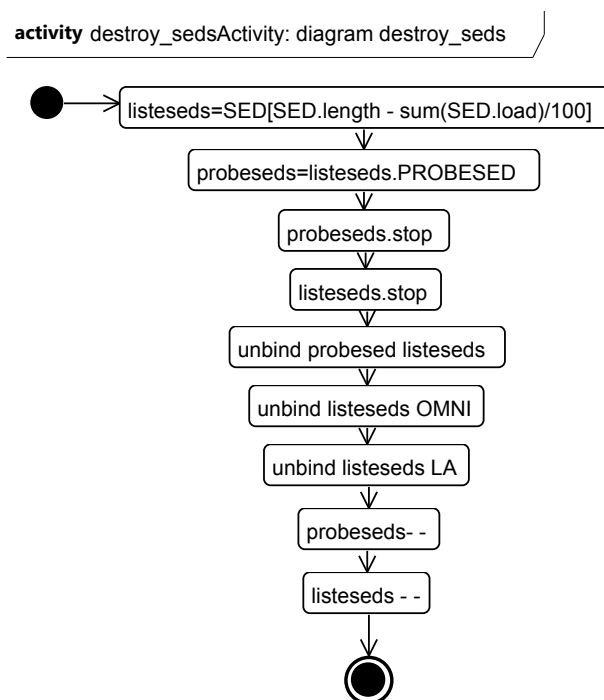 activity destroy_sedsActivity: diagram destroy_seds
listeseds=SED[SED.length - sum(SED.load)/100]
probeseds=listeseds.PROBESED
probeseds.stop
listeseds.stop
unbind probesed listeseds
unbind listeseds OMNI
unbind listeseds LA
probeseds- -
listeseds - -